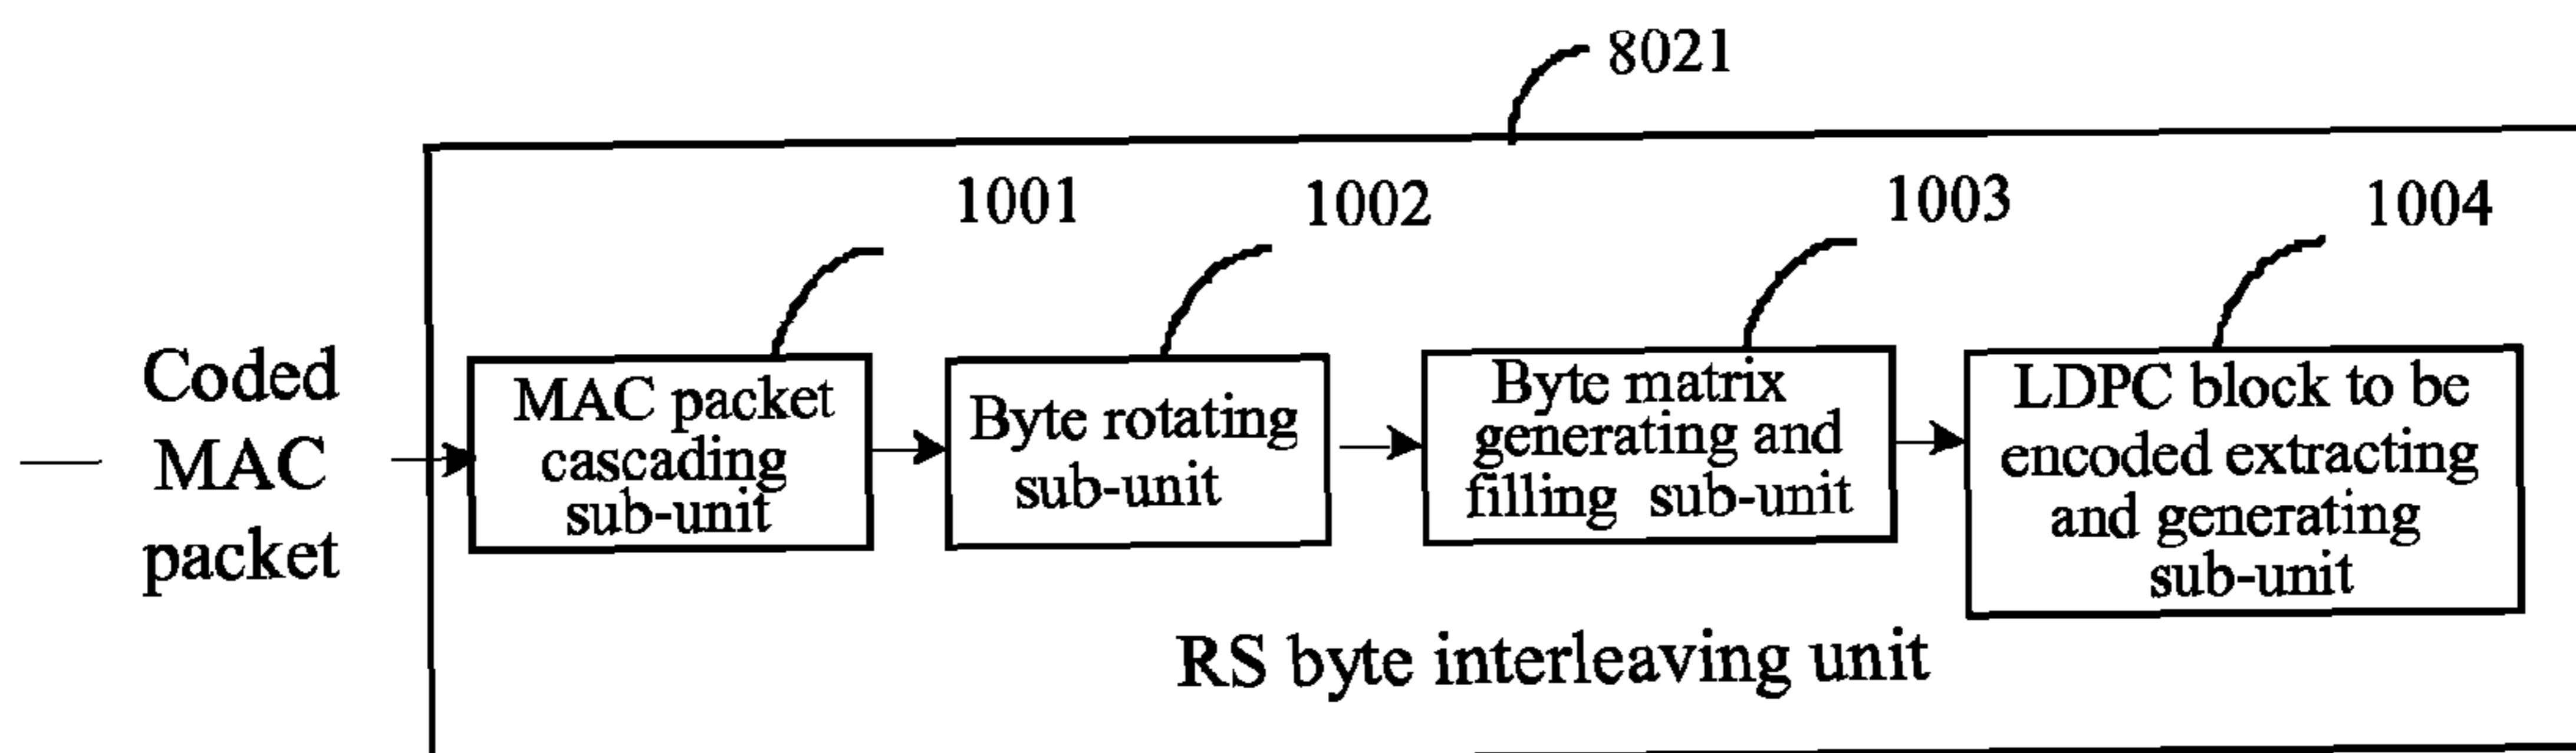 8021
1001
1002
1003
1004
Coded
MAC
packet
MAC packet
cascading
sub-unit
Byte rotating
sub-unit
Byte matrix
generating and
filling sub-unit
LDPC block to be
encoded extracting
and generating
sub-unit
RS byte interleaving unit